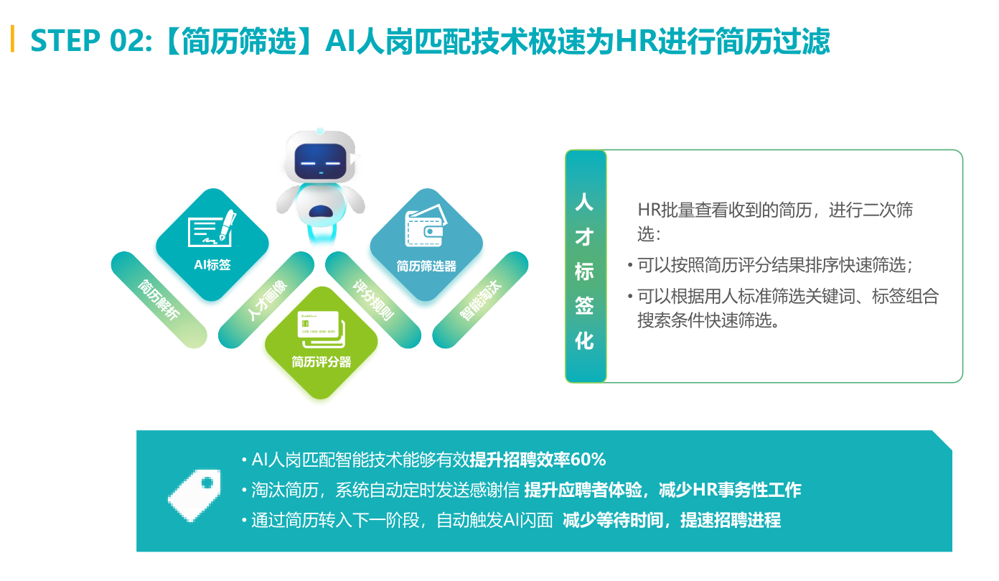 STEP 02:【简历筛选】AI人岗匹配技术极速为HR进行简历过滤
AI标签
简历筛选器
简历解析
人才画像
评分规则
智能淘汰
简历评分器
人才标签化
HR批量查看收到的简历，进行二次筛
选：
• 可以按照简历评分结果排序快速筛选；
• 可以根据用人标准筛选关键词、标签组合
搜索条件快速筛选。
• AI人岗匹配智能技术能够有效提升招聘效率60%
• 淘汰简历，系统自动定时发送感谢信 提升应聘者体验，减少HR事务性工作
• 通过简历转入下一阶段，自动触发AI闪面 减少等待时间，提速招聘进程